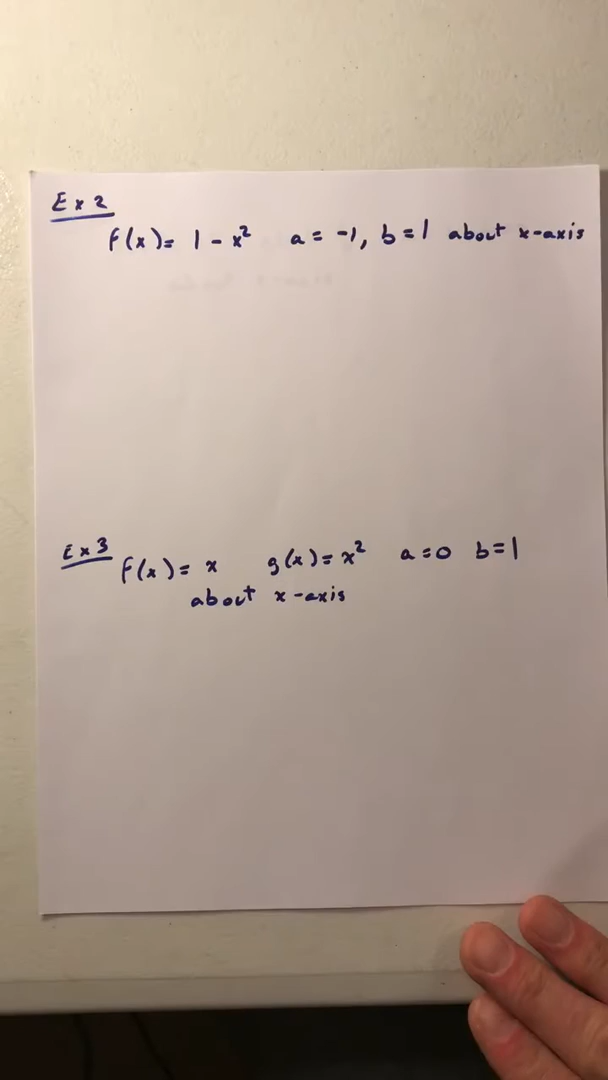 Ex 2
f(x)= 1 - x² a = -1, b = 1 about x-axis
Ex 3
f(x) = x g(x) = x² a = 0 b = 1
about x-axis